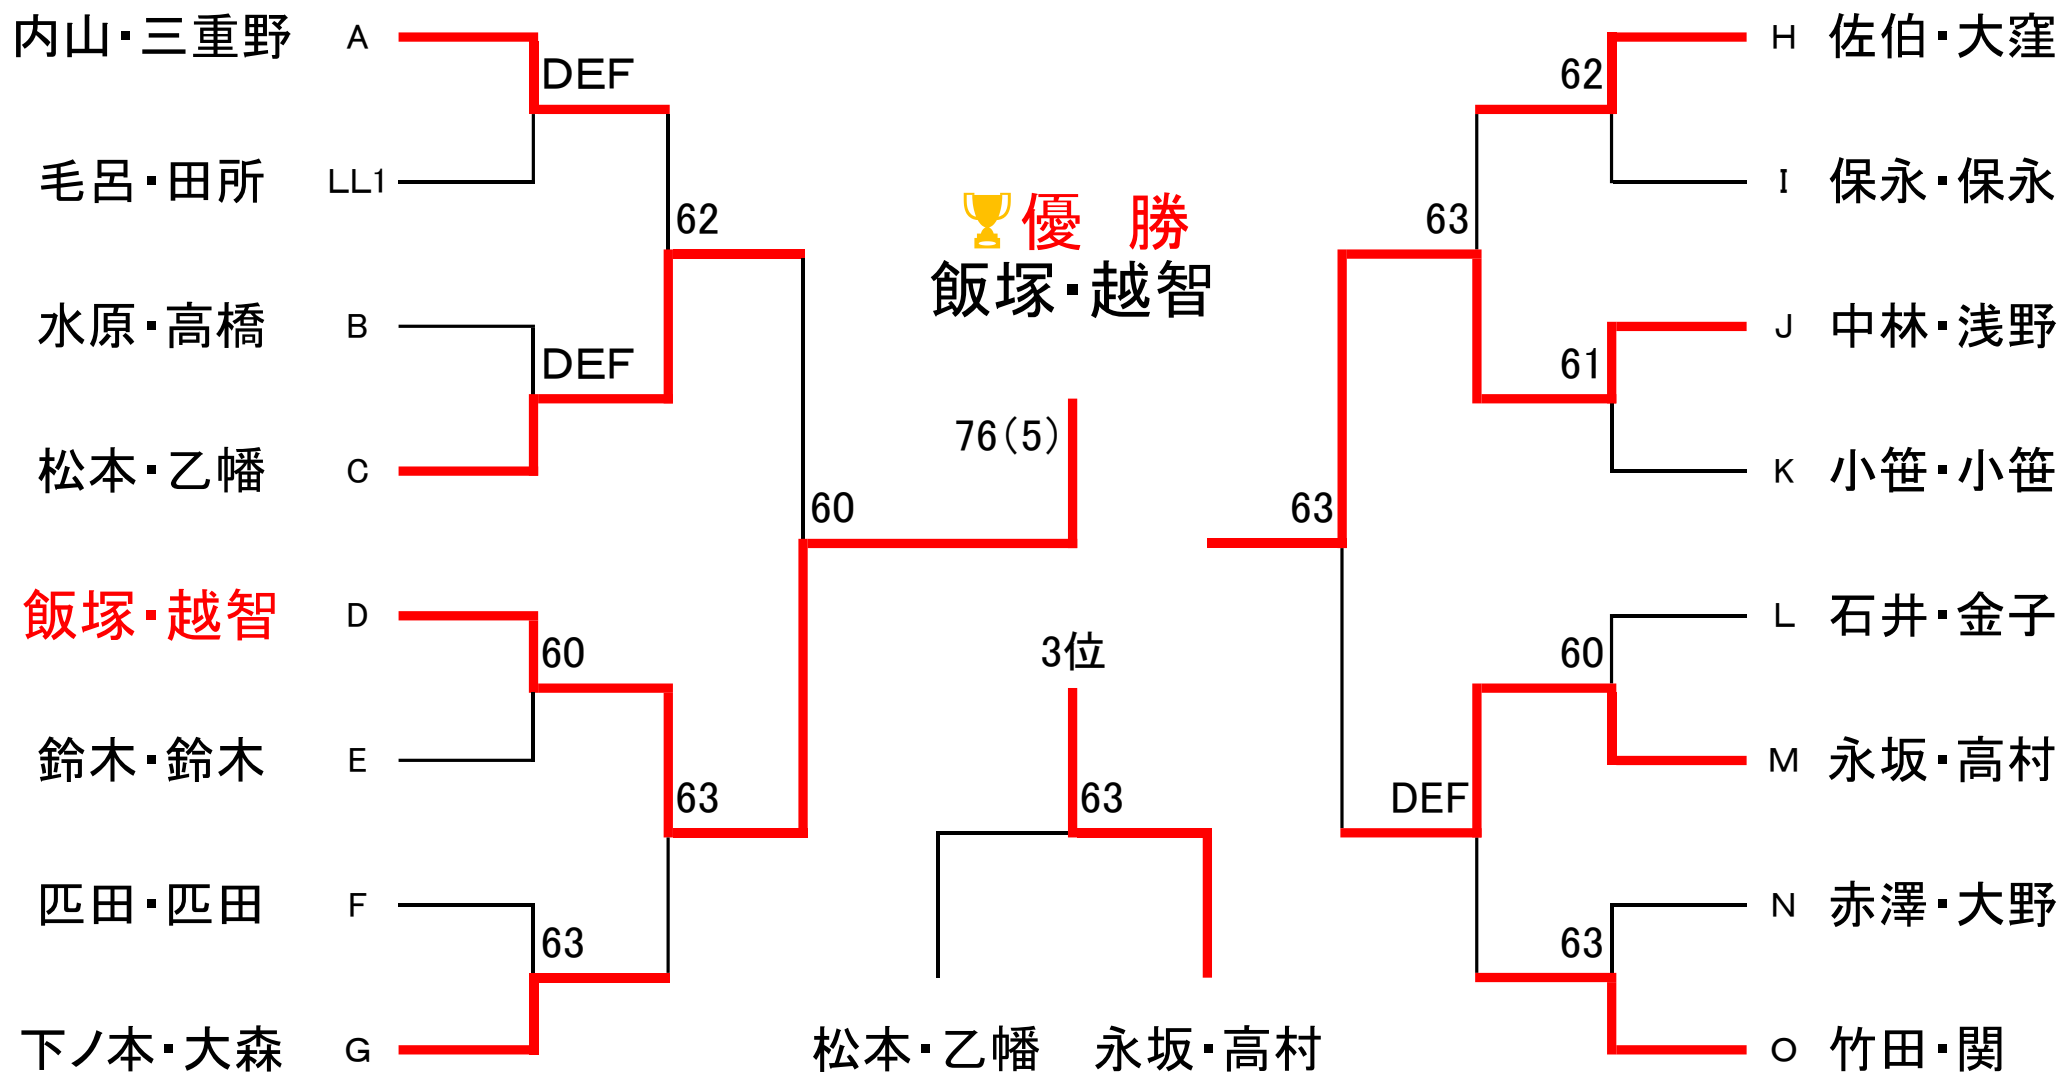 内山・三重野 A
DEF
毛呂・田所 LL1
62
水原・高橋 B
DEF
松本・乙幡 C
60
飯塚・越智 D
60
鈴木・鈴木 E
63
匹田・匹田 F
63
下ノ本・大森 G
優 勝
飯塚・越智
76(5)
3位
63
松本・乙幡 永坂・高村
H 佐伯・大窪
62
I 保永・保永
63
J 中林・浅野
61
K 小笹・小笹
63
L 石井・金子
60
M 永坂・高村
DEF
N 赤澤・大野
63
O 竹田・関